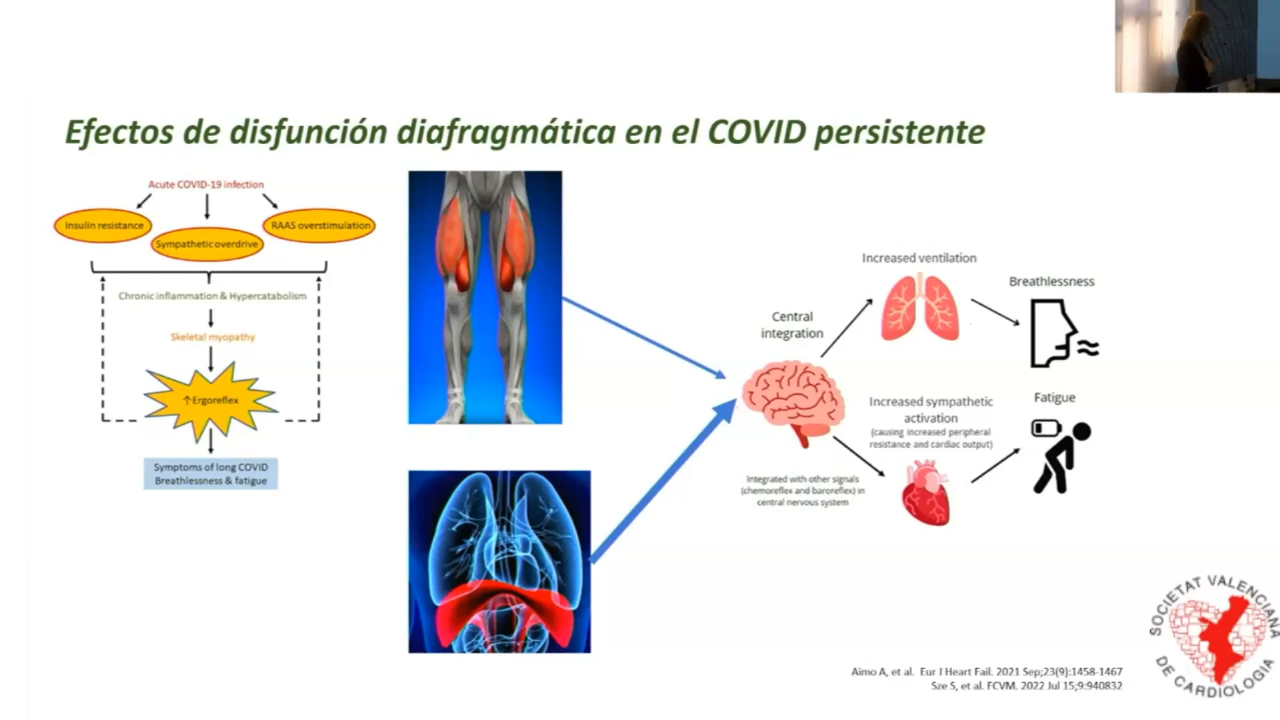 Efectos de disfunción diafragmática en el COVID persistente
Acute COVID-19 infection
Insulin resistance
Sympathetic overdrive
RAAS overstimulation
Chronic inflammation & Hypercatabolism
Skeletal myopathy
↑Ergoreflex
Symptoms of long COVID
Breathlessness & fatigue
Central
integration
Increased ventilation
Breathlessness
Increased sympathetic
activation
(causing increased peripheral
resistance and cardiac output)
Fatigue
Integrated with other signals
(chemoreflex and baroreflex) in
central nervous system
Aimo A, et al. Eur J Heart Fail. 2021 Sep;23(9):1458-1467
Sze S, et al. FCVM. 2022 Jul 15;9:940832
SOCIETAT VALENCIANA
DE CARDIOLOGIA